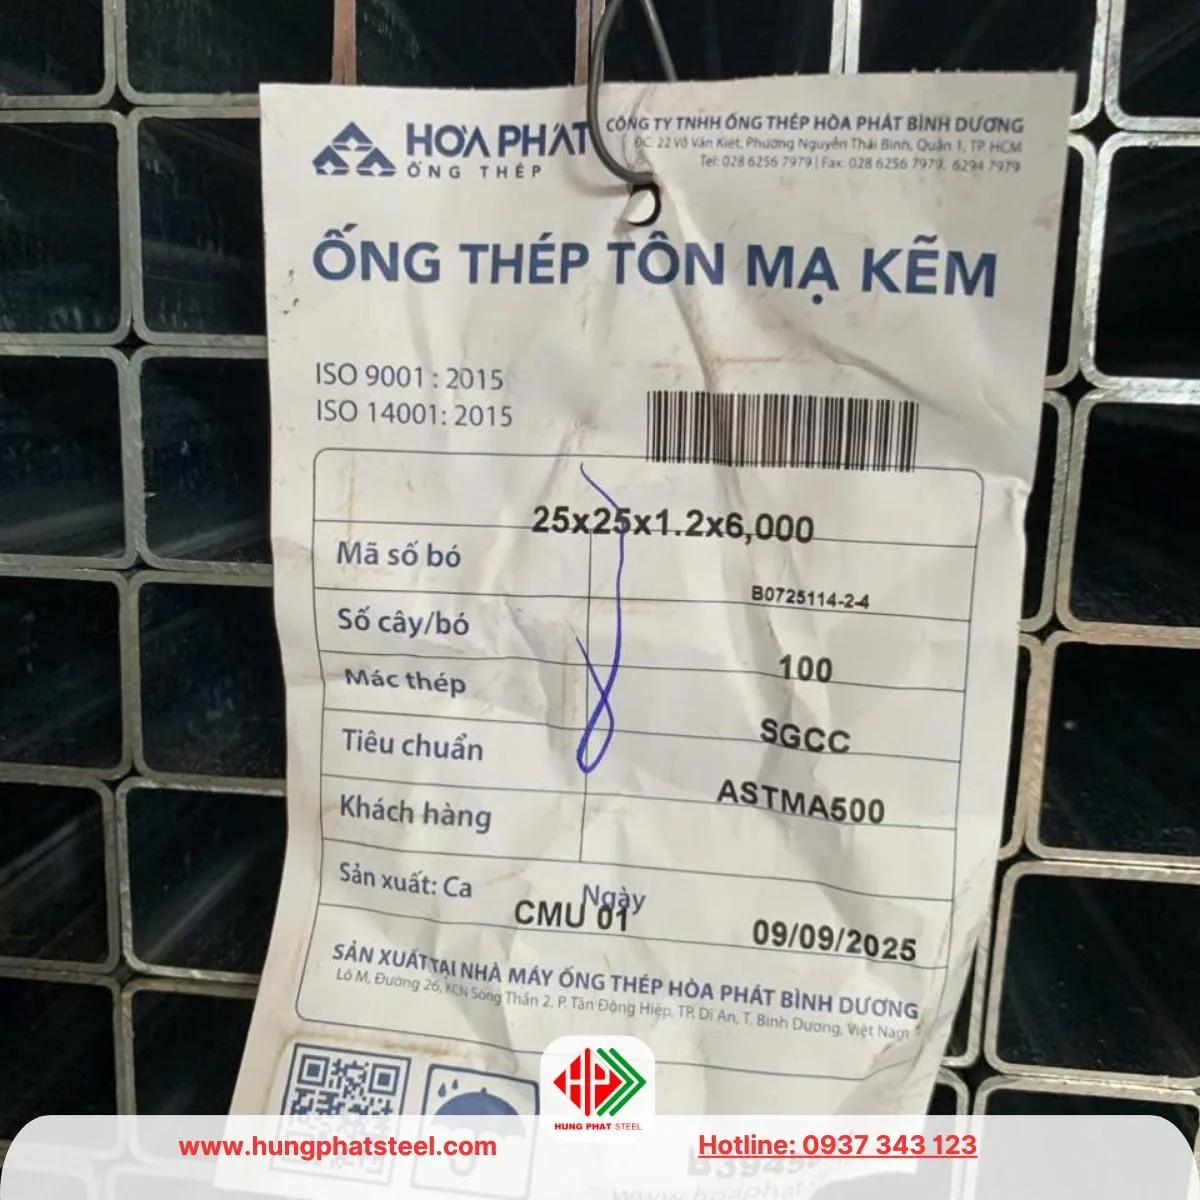 HÒA PHÁT
ỐNG THÉP
CÔNG TY TNHH ỐNG THÉP HÒA PHÁT BÌNH DƯƠNG
ĐC: 22 Võ Văn Kiệt, Phường Nguyễn Thái Bình, Quận 1, TP. HCM
Tel: 028 6256 7979 | Fax: 028 6256 7979, 6294 7979
ỐNG THÉP TÔN MẠ KẼM
ISO 9001 : 2015
ISO 14001: 2015
25x25x1.2x6,000
Mã số bó
B0725114-2-4
Số cây/bó
100
Mác thép
SGCC
Tiêu chuẩn
ASTMA500
Khách hàng
Sản xuất: Ca
CMU 01
Ngày
09/09/2025
SẢN XUẤT TẠI NHÀ MÁY ỐNG THÉP HÒA PHÁT BÌNH DƯƠNG
Lô M, Đường 26, KCN Sóng Thần 2, P. Tân Đông Hiệp, TP. Dĩ An, T. Bình Dương, Việt Nam
HP
HUNG PHAT STEEL
www.hungphatsteel.com
Hotline: 0937 343 123